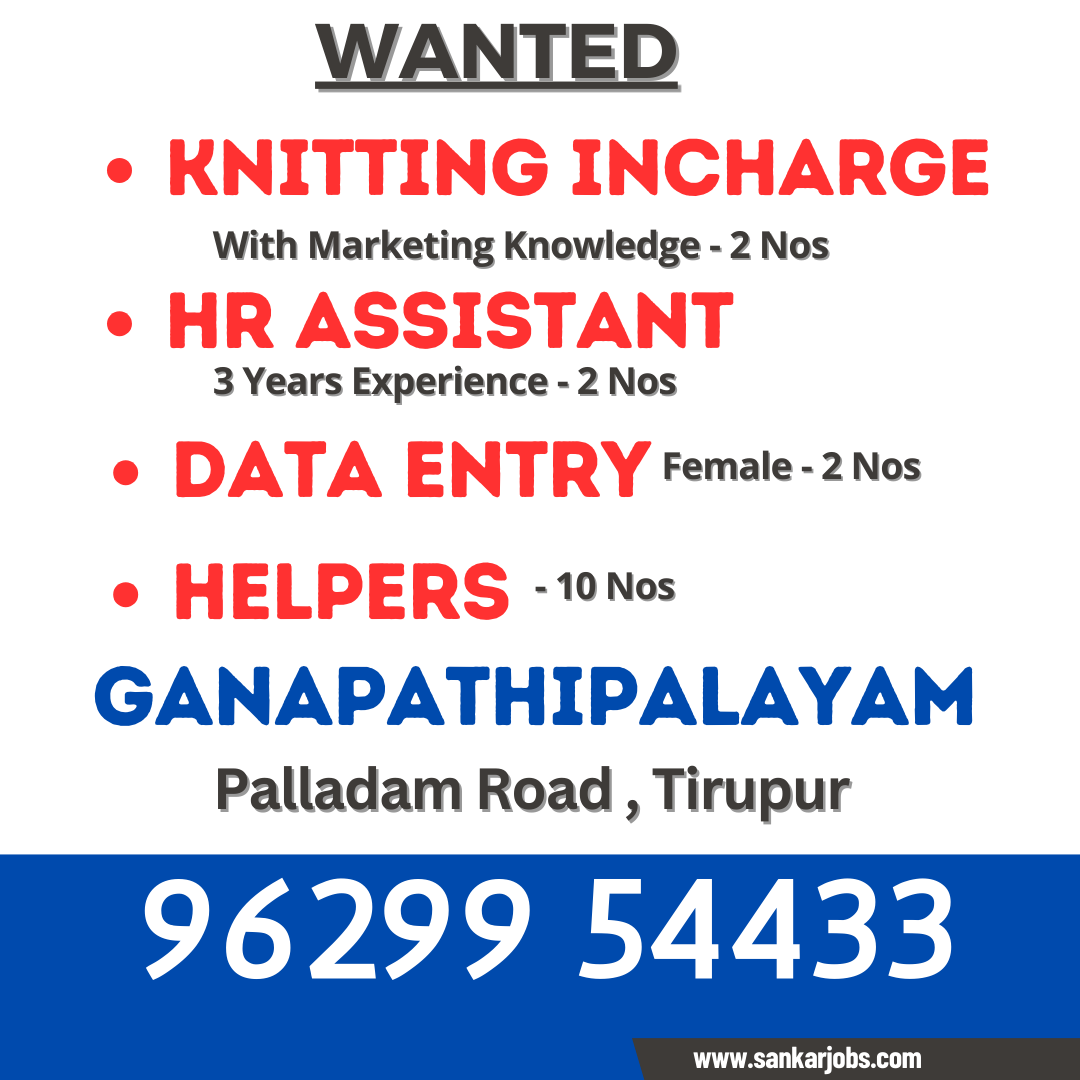 WANTED
• KNITTING INCHARGE
With Marketing Knowledge - 2 Nos
• HR ASSISTANT
3 Years Experience - 2 Nos
• DATA ENTRY Female - 2 Nos
• HELPERS - 10 Nos
GANAPATHIPALAYAM
Palladam Road , Tirupur
96299 54433
www.sankarjobs.com